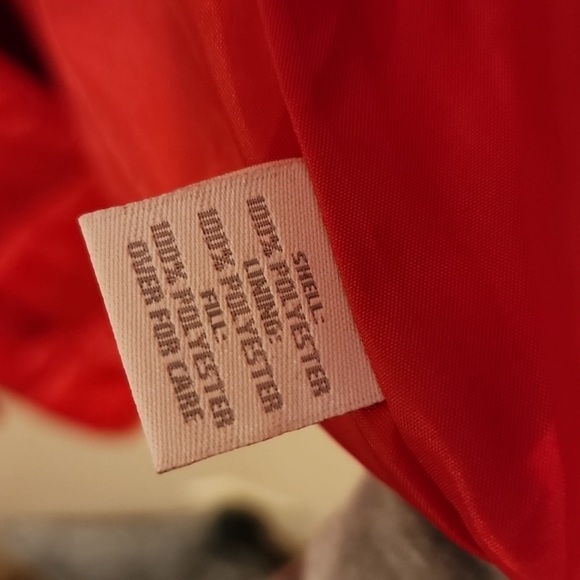 SHELL:
100% POLYESTER
LINING:
100% POLYESTER
FILL:
100% POLYESTER
OVER FOR CARE